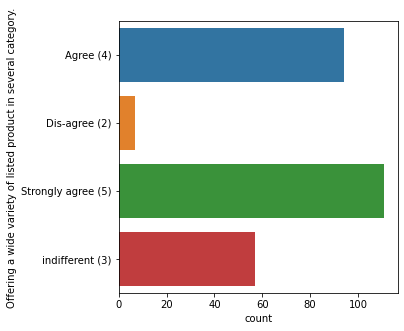 Offering a wide variety of listed product in several category.
Agree (4)
Dis-agree (2)
Strongly agree (5)
indifferent (3)
0 20 40 60 80 100
count